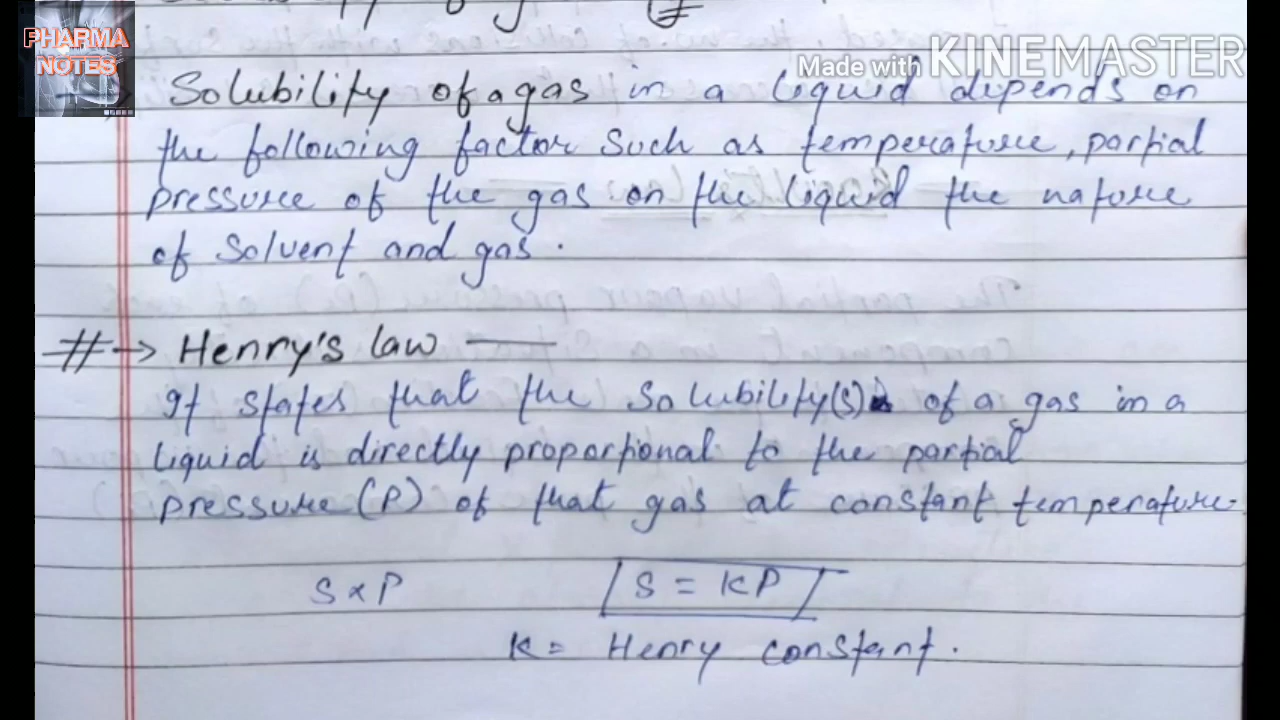 PHARMA
NOTES
Made with KINEMASTER
Solubility of a gas in a liquid depends on
the following factor such as temperature, partial
pressure of the gas on the liquid the nature
of solvent and gas.
# → Henry's law —
It states that the solubility (s) of a gas in a
liquid is directly proportional to the partial
pressure (P) of that gas at constant temperature.
S ∝ P S = KP
K = Henry constant.